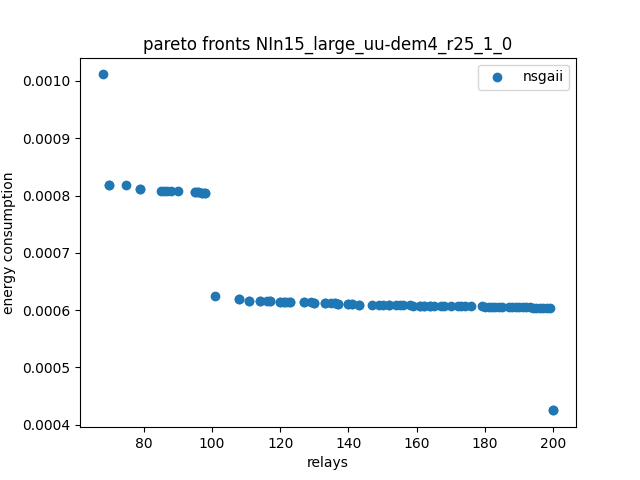 pareto fronts NIn15_large_uu-dem4_r25_1_0
nsgaii
0.0010
0.0009
0.0008
0.0007
0.0006
0.0005
0.0004
energy consumption
80 100 120 140 160 180 200
relays